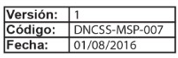 Versión: 1
Código: DNCSS-MSP-007
Fecha: 01/08/2016